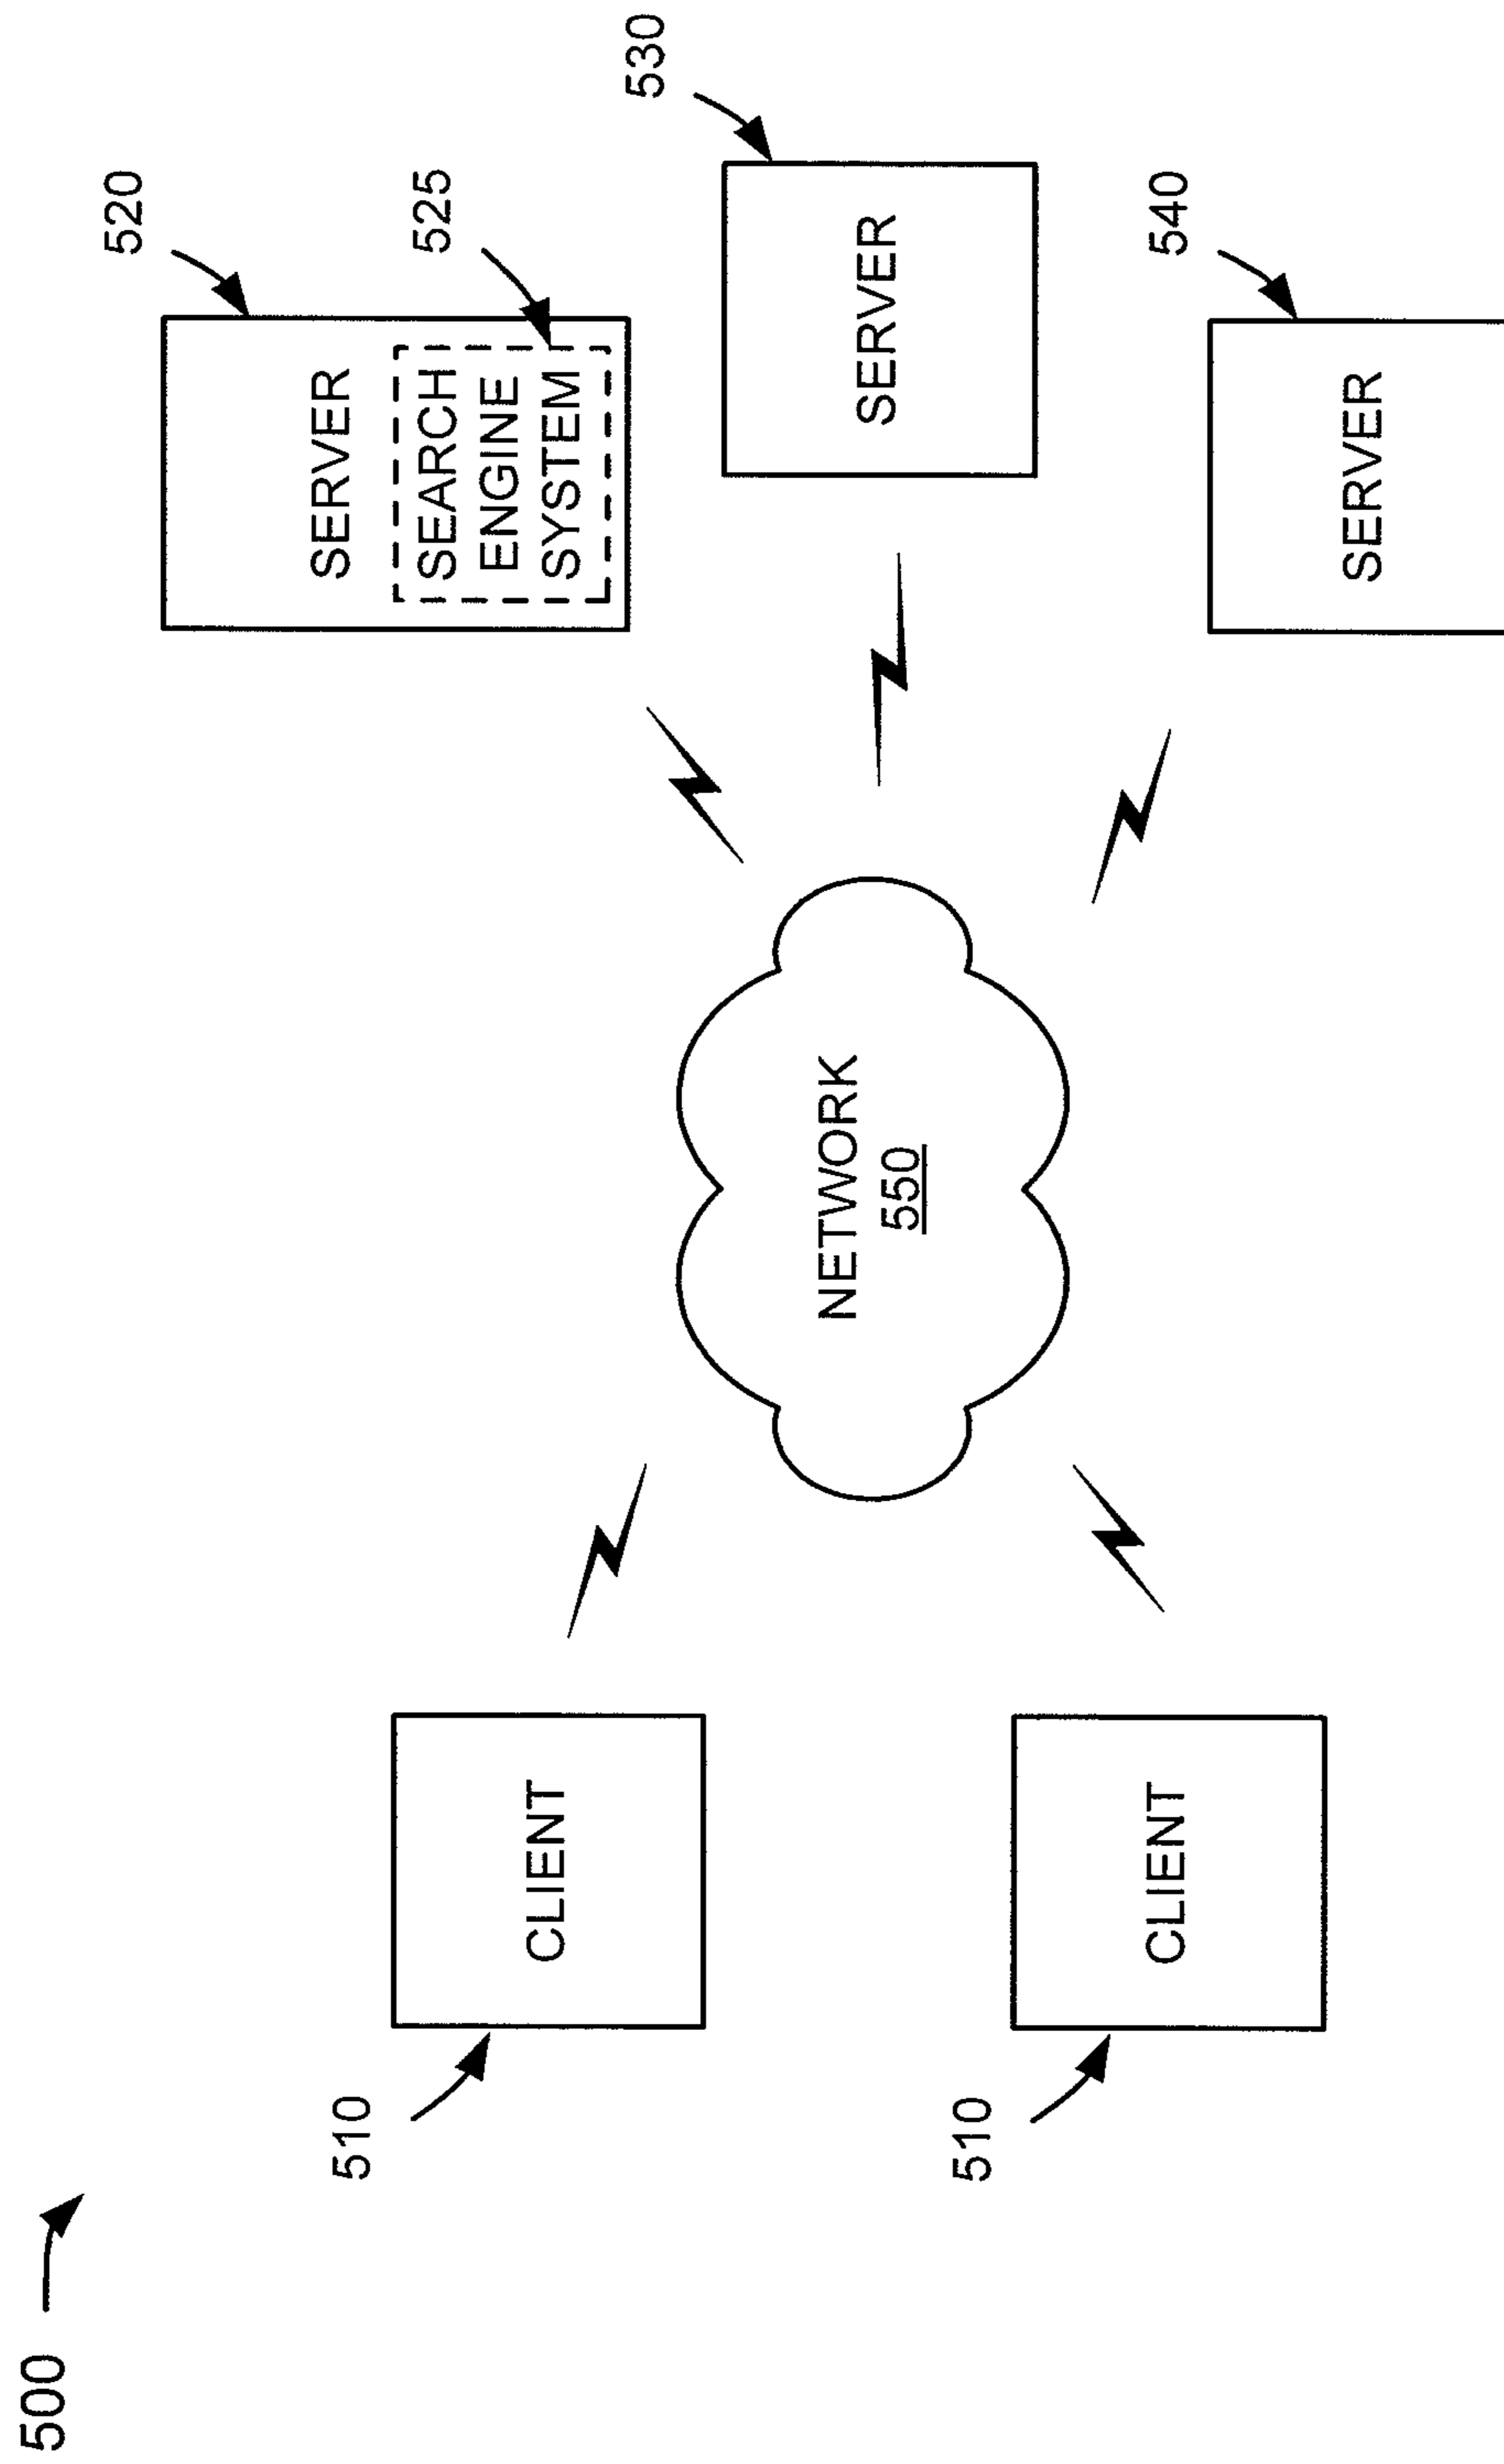 500
510
CLIENT
510
CLIENT
NETWORK
550
520
SERVER
525
SEARCH
ENGINE
SYSTEM
530
SERVER
540
SERVER